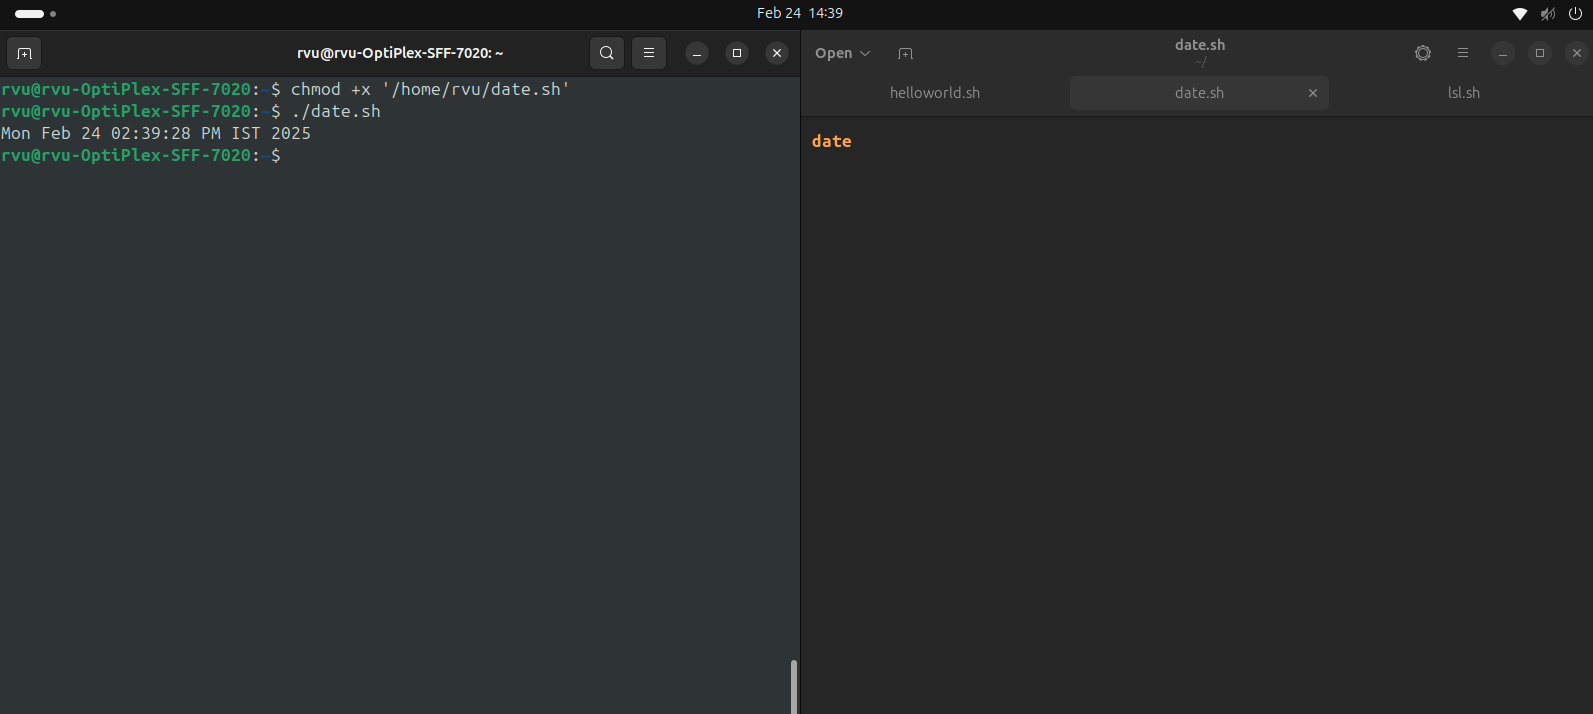 Feb 24 14:39
rvu@rvu-OptiPlex-SFF-7020: ~
rvu@rvu-OptiPlex-SFF-7020:~$ chmod +x '/home/rvu/date.sh'
rvu@rvu-OptiPlex-SFF-7020:~$ ./date.sh
Mon Feb 24 02:39:28 PM IST 2025
rvu@rvu-OptiPlex-SFF-7020:~$
Open
date.sh
~/
helloworld.sh
date.sh
lsl.sh
date